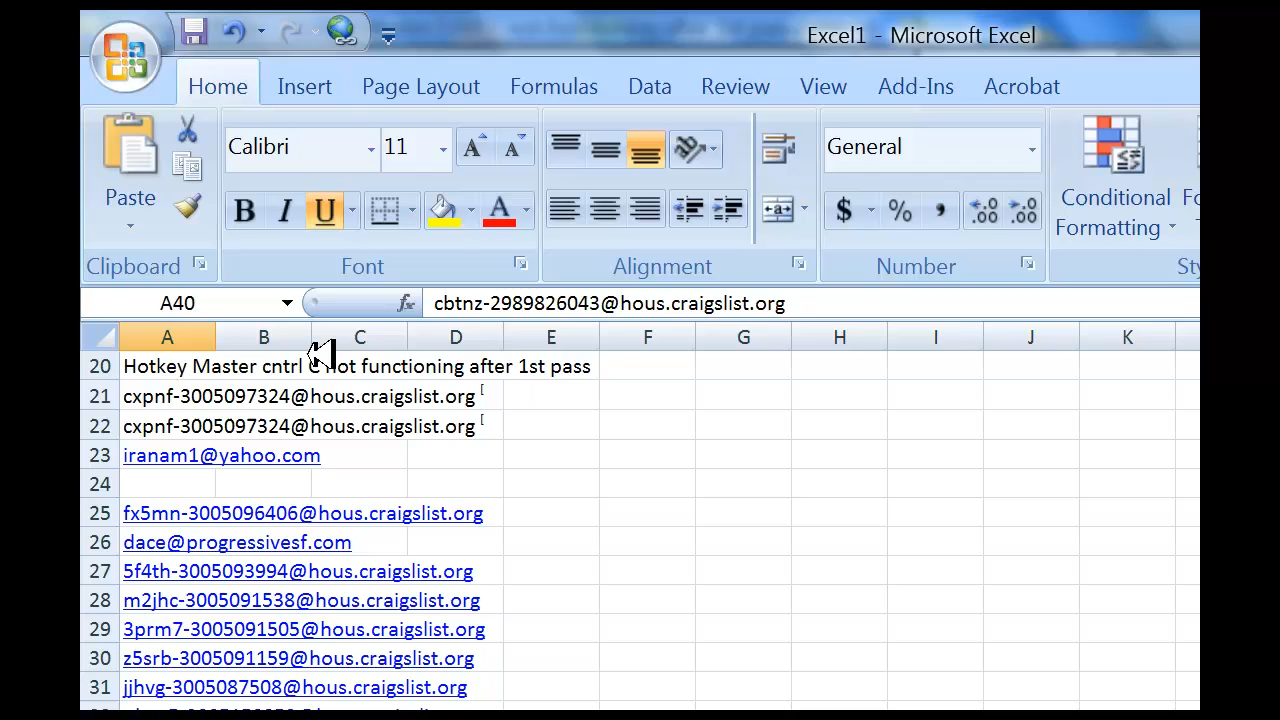 Excel1 - Microsoft Excel
Home Insert Page Layout Formulas Data Review View Add-Ins Acrobat
Calibri 11 General
Paste Conditional
B I U $ % , Formatting
Clipboard Font Alignment Number
A40 fx cbtnz-2989826043@hous.craigslist.org
A B C D E F G H I J K
20 Hotkey Master cntrl C not functioning after 1st pass
21 cxpnf-3005097324@hous.craigslist.org [
22 cxpnf-3005097324@hous.craigslist.org [
23 iranam1@yahoo.com
24
25 fx5mn-3005096406@hous.craigslist.org
26 dace@progressivesf.com
27 5f4th-3005093994@hous.craigslist.org
28 m2jhc-3005091538@hous.craigslist.org
29 3prm7-3005091505@hous.craigslist.org
30 z5srb-3005091159@hous.craigslist.org
31 jjhvg-3005087508@hous.craigslist.org